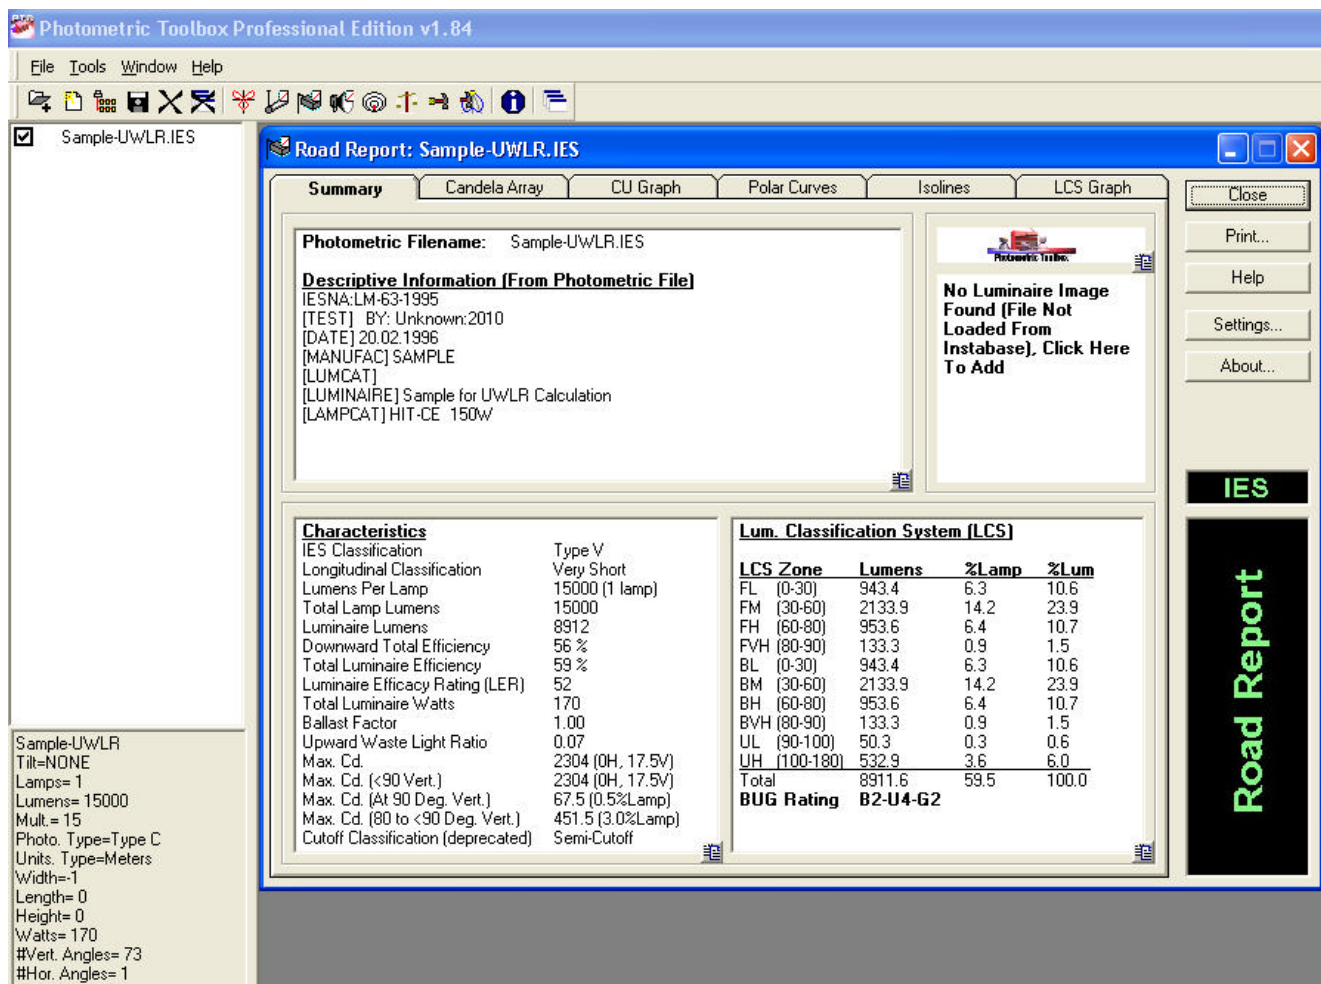 Photometric Toolbox Professional Edition v1.84
File Tools Window Help
Sample-UWLR.IES
Road Report: Sample-UWLR.IES
Summary Candela Array CU Graph Polar Curves Isolines LCS Graph
Close
Print...
Help
Settings...
About...
Photometric Filename: Sample-UWLR.IES
Descriptive Information (From Photometric File)
IESNA:LM-63-1995
[TEST] BY: Unknown:2010
[DATE] 20.02.1996
[MANUFAC] SAMPLE
[LUMCAT]
[LUMINAIRE] Sample for UWLR Calculation
[LAMPCAT] HIT-CE 150W
Photometric Toolbox
No Luminaire Image
Found (File Not
Loaded From
Instabase), Click Here
To Add
IES
Road Report
Characteristics
IES Classification Type V
Longitudinal Classification Very Short
Lumens Per Lamp 15000 (1 lamp)
Total Lamp Lumens 15000
Luminaire Lumens 8912
Downward Total Efficiency 56 %
Total Luminaire Efficiency 59 %
Luminaire Efficacy Rating (LER) 52
Total Luminaire Watts 170
Ballast Factor 1.00
Upward Waste Light Ratio 0.07
Max. Cd. 2304 (0H, 17.5V)
Max. Cd. (<90 Vert.) 2304 (0H, 17.5V)
Max. Cd. (At 90 Deg. Vert.) 67.5 (0.5%Lamp)
Max. Cd. (80 to <90 Deg. Vert.) 451.5 (3.0%Lamp)
Cutoff Classification (deprecated) Semi-Cutoff
Lum. Classification System (LCS)
LCS Zone Lumens %Lamp %Lum
FL (0-30) 943.4 6.3 10.6
FM (30-60) 2133.9 14.2 23.9
FH (60-80) 953.6 6.4 10.7
FVH (80-90) 133.3 0.9 1.5
BL (0-30) 943.4 6.3 10.6
BM (30-60) 2133.9 14.2 23.9
BH (60-80) 953.6 6.4 10.7
BVH (80-90) 133.3 0.9 1.5
UL (90-100) 50.3 0.3 0.6
UH (100-180) 532.9 3.6 6.0
Total 8911.6 59.5 100.0
BUG Rating B2-U4-G2
Sample-UWLR
Tilt=NONE
Lamps= 1
Lumens= 15000
Mult.= 15
Photo. Type=Type C
Units. Type=Meters
Width=-1
Length= 0
Height= 0
Watts= 170
#Vert. Angles= 73
#Hor. Angles= 1